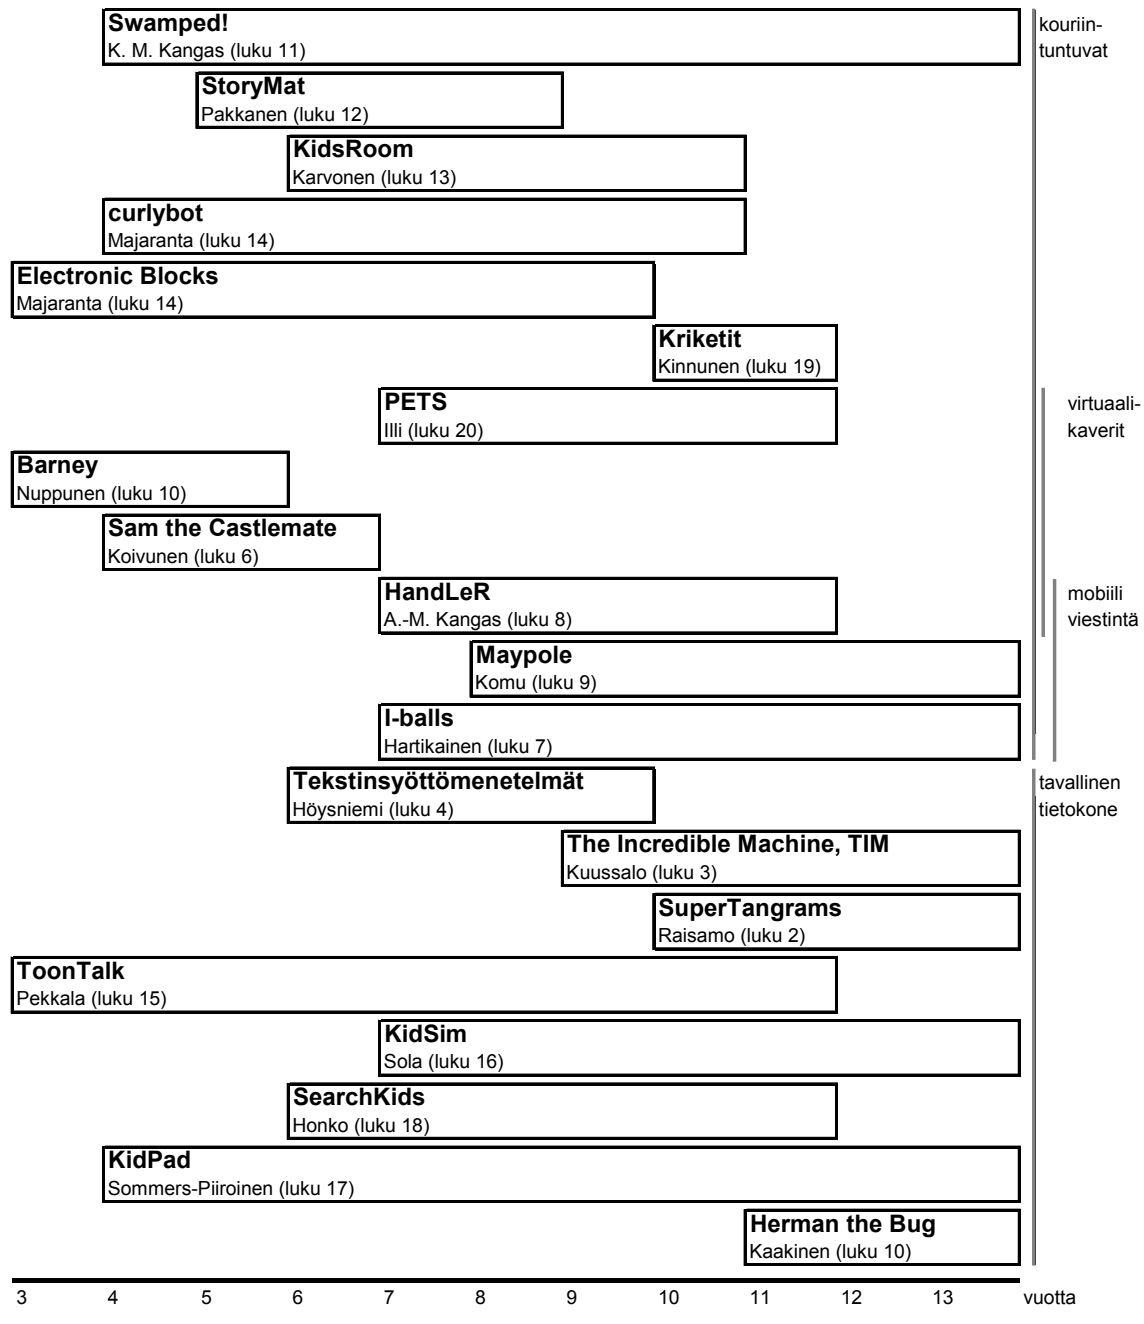 Swamped!
K. M. Kangas (luku 11)
kouriin-
tuntuvat
StoryMat
Pakkanen (luku 12)
KidsRoom
Karvonen (luku 13)
curlybot
Majaranta (luku 14)
Electronic Blocks
Majaranta (luku 14)
Kriketit
Kinnunen (luku 19)
PETS
Illi (luku 20)
virtuaali-
kaverit
Barney
Nuppunen (luku 10)
Sam the Castlemate
Koivunen (luku 6)
HandLeR
A.-M. Kangas (luku 8)
mobiili
viestintä
Maypole
Komu (luku 9)
I-balls
Hartikainen (luku 7)
Tekstinsyöttömenetelmät
Höysniemi (luku 4)
tavallinen
tietokone
The Incredible Machine, TIM
Kuussalo (luku 3)
SuperTangrams
Raisamo (luku 2)
ToonTalk
Pekkala (luku 15)
KidSim
Sola (luku 16)
SearchKids
Honko (luku 18)
KidPad
Sommers-Piiroinen (luku 17)
Herman the Bug
Kaakinen (luku 10)
3 4 5 6 7 8 9 10 11 12 13 vuotta